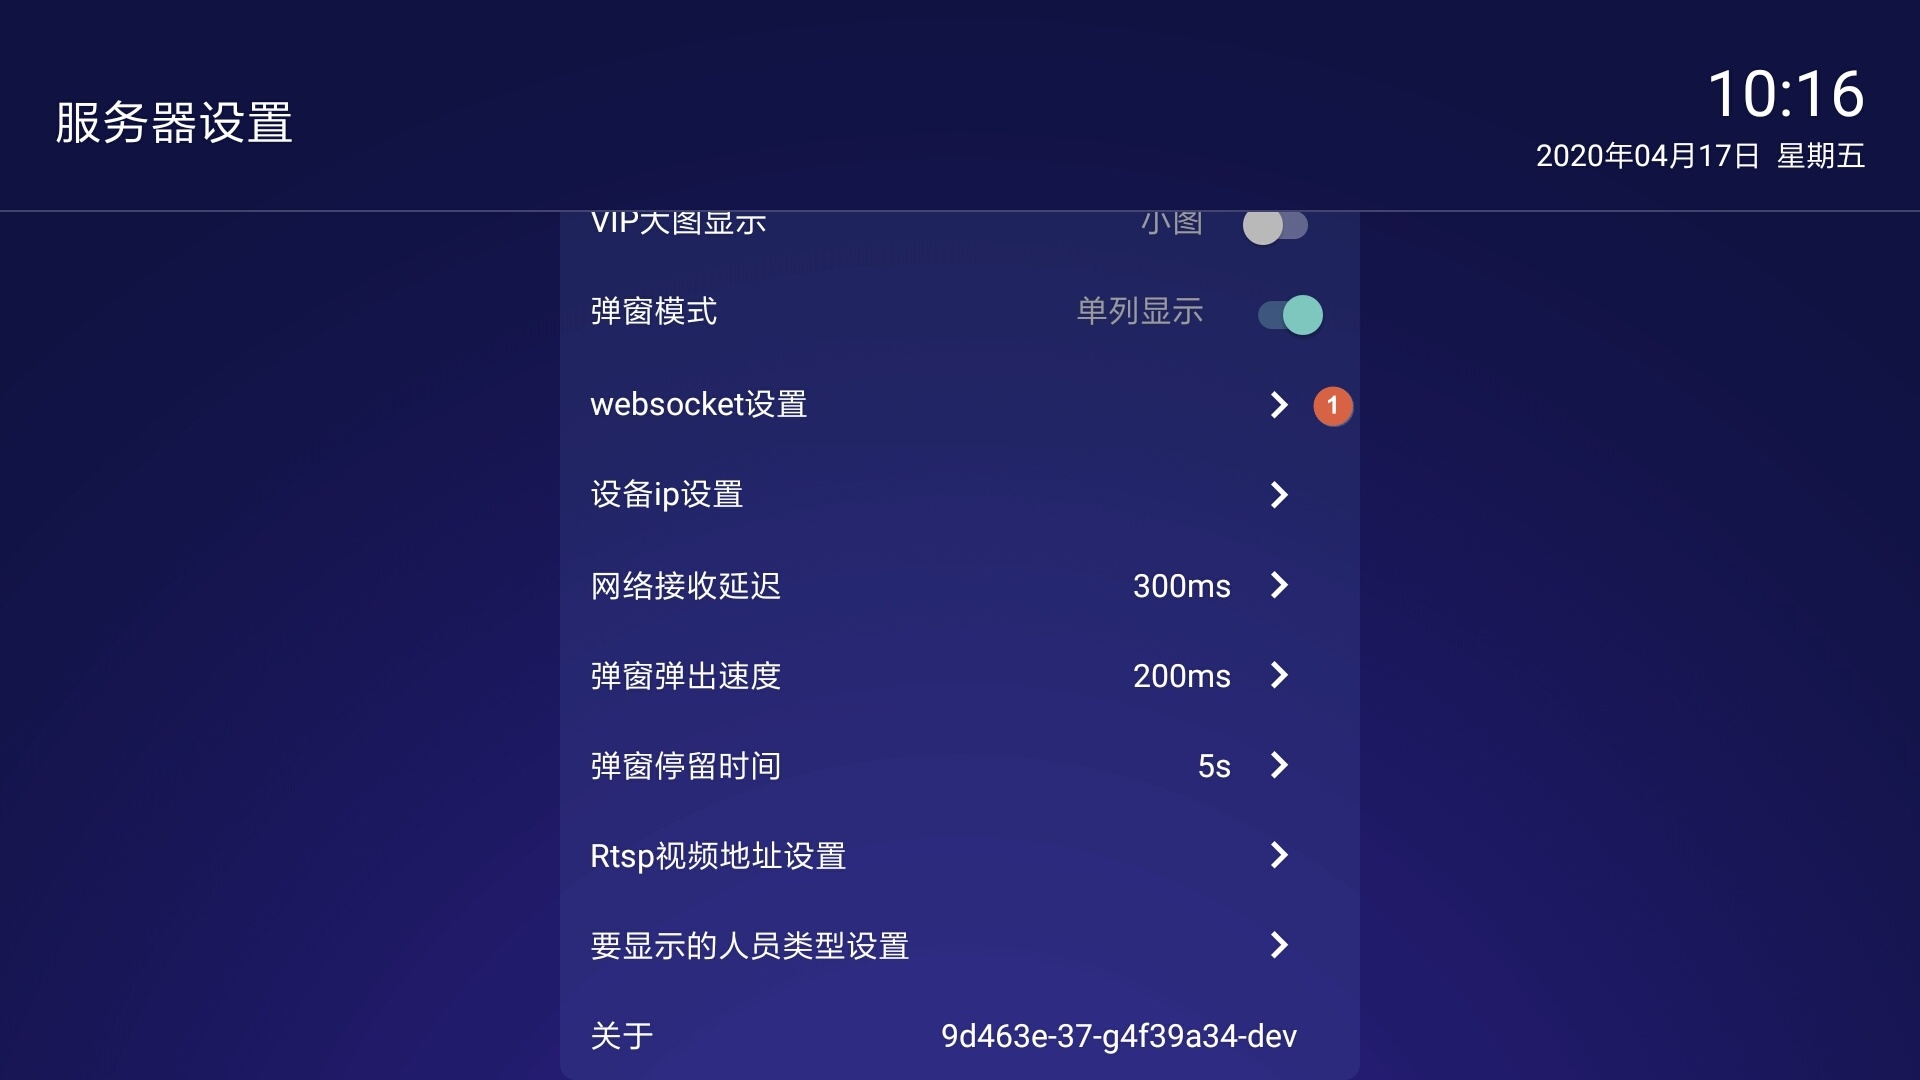 服务器设置
10:16
2020年04月17日 星期五
VIP大图显示 小图
弹窗模式 单列显示
websocket设置 1
设备ip设置
网络接收延迟 300ms
弹窗弹出速度 200ms
弹窗停留时间 5s
Rtsp视频地址设置
要显示的人员类型设置
关于 9d463e-37-g4f39a34-dev